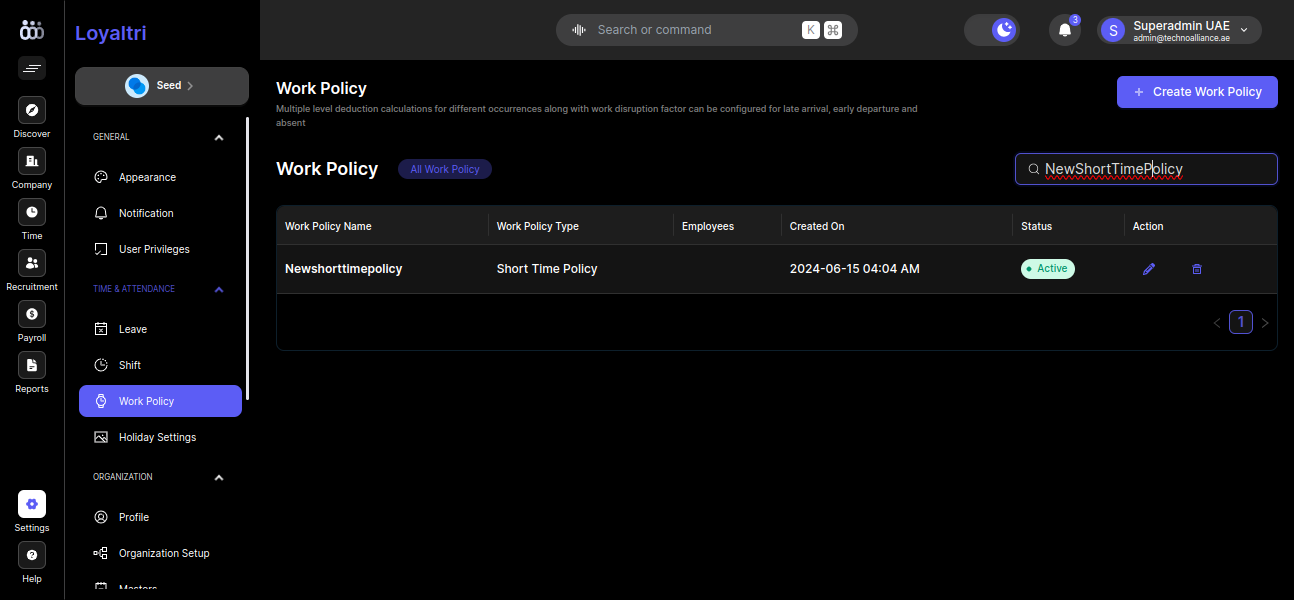 Loyaltri
Search or command
K
⌘
3
S
Superadmin UAE
admin@technoalliance.ae
Discover
Company
Time
Recruitment
Payroll
Reports
Settings
Help
Seed
GENERAL
Appearance
Notification
User Privileges
TIME & ATTENDANCE
Leave
Shift
Work Policy
Holiday Settings
ORGANIZATION
Profile
Organization Setup
Masters
Work Policy
Multiple level deduction calculations for different occurrences along with work disruption factor can be configured for late arrival, early departure and
absent
+ Create Work Policy
Work Policy
All Work Policy
NewShortTimePolicy
Work Policy Name Work Policy Type Employees Created On Status Action
Newshorttimepolicy Short Time Policy 2024-06-15 04:04 AM Active
1